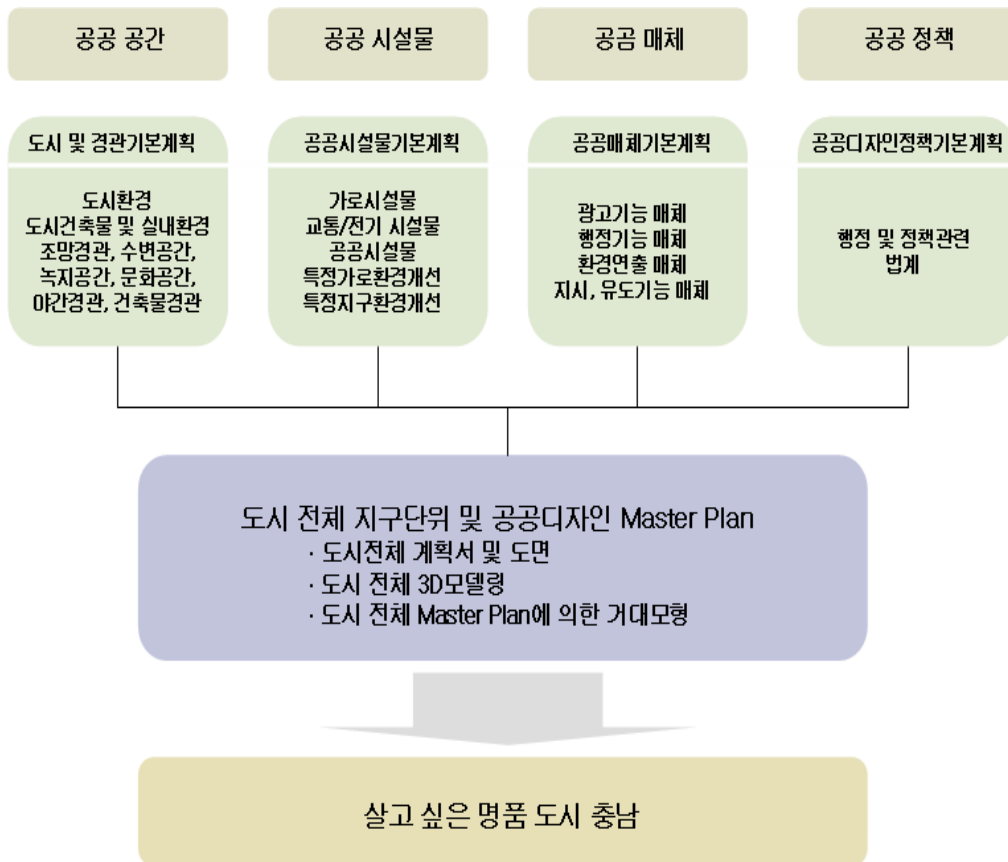 공공 공간
공공 시설물
공곰 매체
공공 정책
도시 및 경관기본계획
도시환경
도시건축물 및 실내환경
조망경관, 수변공간,
녹지공간, 문화공간,
야간경관, 건축물경관
공공시설물기본계획
가로시설물
교통/전기 시설물
공공시설물
특정가로환경개선
특정지구환경개선
공공매체기본계획
광고기능 매체
행정기능 매체
환경연출 매체
지시, 유도기능 매체
공공디자인정책기본계획
행정 및 정책관련
법계
도시 전체 지구단위 및 공공디자인 Master Plan
· 도시전체 계획서 및 도면
· 도시 전체 3D모델링
· 도시 전체 Master Plan에 의한 거대모형
살고 싶은 명품 도시 충남